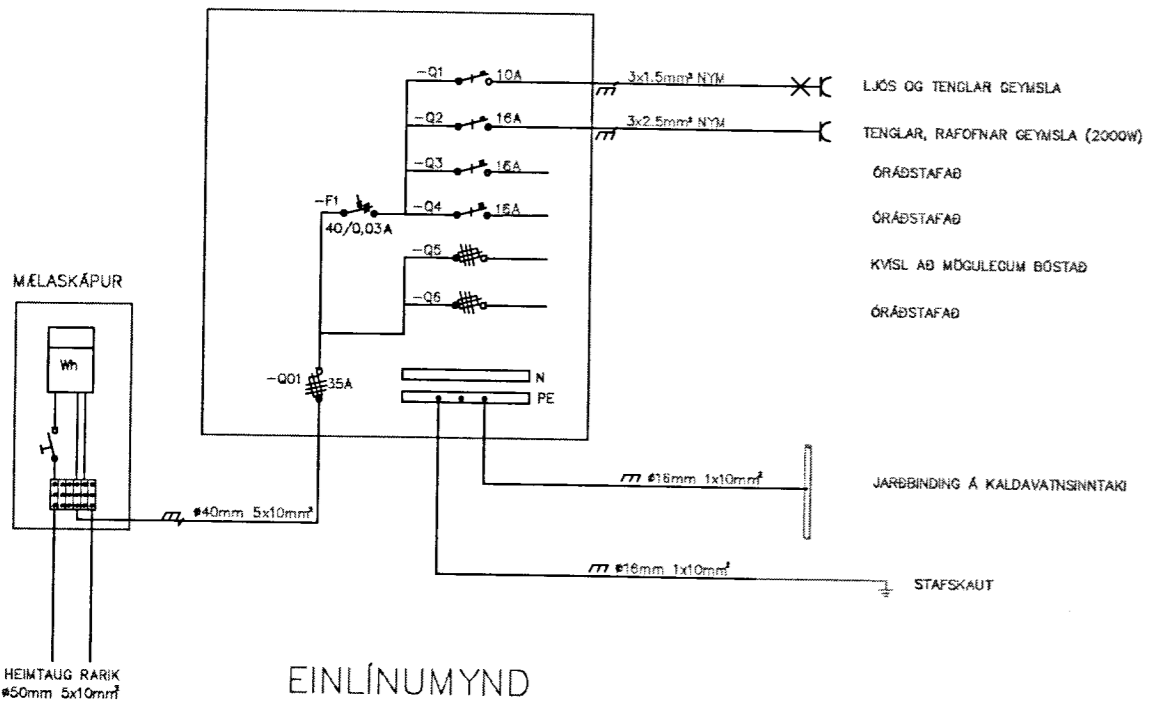 -Q1 10A 3x1.5mm² NYM LJÓS OG TENGLAR GEYMSLA
-Q2 16A 3x2.5mm² NYM TENGLAR, RAFOFNAR GEYMSLA (2000W)
-Q3 16A ÓRÁÐSTAFAÐ
-F1 -Q4 16A ÓRÁÐSTAFAÐ
40/0,03A
-Q5 KVÍSL AÐ MÖGULEGUM BÚSTAÐ
MÆLASKÁPUR
-Q6 ÓRÁÐSTAFAÐ
Wh
-Q01 35A N
PE
ø16mm 1x10mm² JARÐBINDING Á KALDAVATNSINNTAKI
ø40mm 5x10mm²
ø16mm 1x10mm² STAFSKAUT
HEIMTAUG RARIK
ø50mm 5x10mm²
EINLÍNUMYND